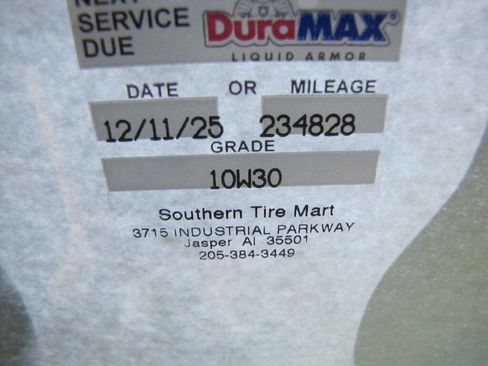 NEXT
SERVICE
DUE
DuraMAX
LIQUID ARMOR
DATE OR MILEAGE
12/11/25 234828
GRADE
10W30
Southern Tire Mart
3715 INDUSTRIAL PARKWAY
Jasper Al 35501
205-384-3449